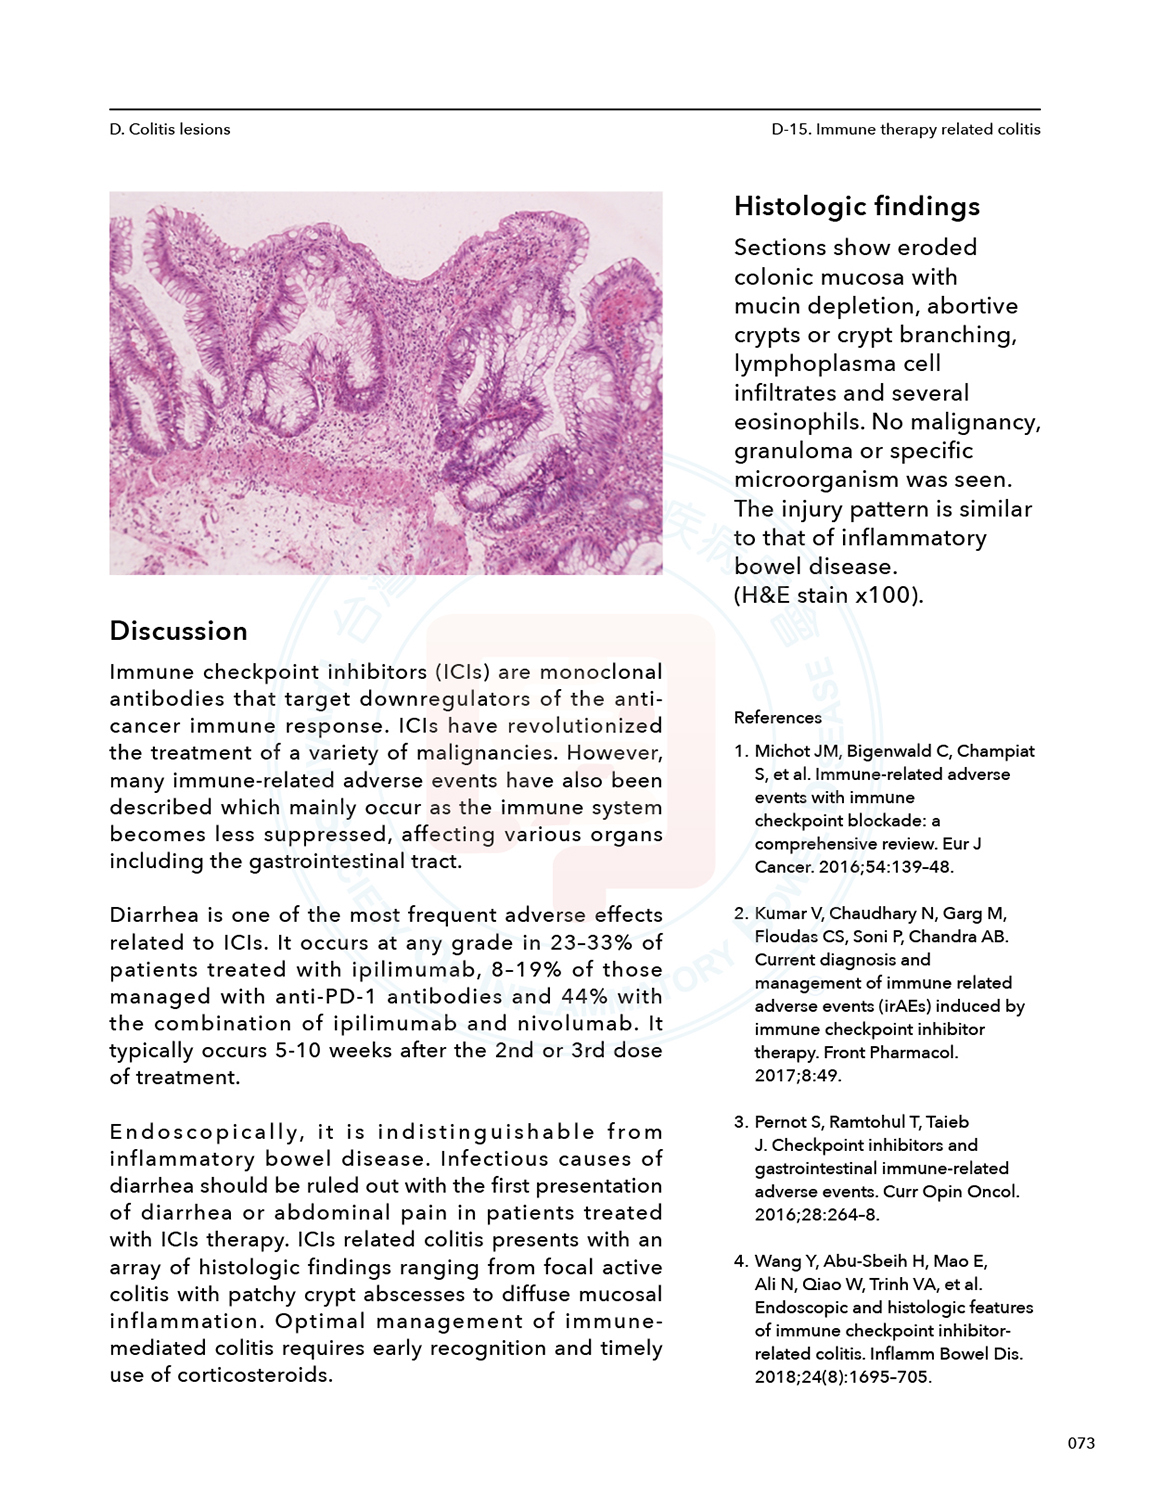 D. Colitis lesions
D-15. Immune therapy related colitis
Histologic findings
Sections show eroded
colonic mucosa with
mucin depletion, abortive
crypts or crypt branching,
lymphoplasma cell
infiltrates and several
eosinophils. No malignancy,
granuloma or specific
microorganism was seen.
The injury pattern is similar
to that of inflammatory
bowel disease.
(H&E stain x100).
Discussion
Immune checkpoint inhibitors (ICIs) are monoclonal
antibodies that target downregulators of the anti-
cancer immune response. ICIs have revolutionized
the treatment of a variety of malignancies. However,
many immune-related adverse events have also been
described which mainly occur as the immune system
becomes less suppressed, affecting various organs
including the gastrointestinal tract.
Diarrhea is one of the most frequent adverse effects
related to ICIs. It occurs at any grade in 23–33% of
patients treated with ipilimumab, 8–19% of those
managed with anti-PD-1 antibodies and 44% with
the combination of ipilimumab and nivolumab. It
typically occurs 5-10 weeks after the 2nd or 3rd dose
of treatment.
Endoscopically, it is indistinguishable from
inflammatory bowel disease. Infectious causes of
diarrhea should be ruled out with the first presentation
of diarrhea or abdominal pain in patients treated
with ICIs therapy. ICIs related colitis presents with an
array of histologic findings ranging from focal active
colitis with patchy crypt abscesses to diffuse mucosal
inflammation. Optimal management of immune-
mediated colitis requires early recognition and timely
use of corticosteroids.
References
1. Michot JM, Bigenwald C, Champiat
S, et al. Immune-related adverse
events with immune
checkpoint blockade: a
comprehensive review. Eur J
Cancer. 2016;54:139–48.
2. Kumar V, Chaudhary N, Garg M,
Floudas CS, Soni P, Chandra AB.
Current diagnosis and
management of immune related
adverse events (irAEs) induced by
immune checkpoint inhibitor
therapy. Front Pharmacol.
2017;8:49.
3. Pernot S, Ramtohul T, Taieb
J. Checkpoint inhibitors and
gastrointestinal immune-related
adverse events. Curr Opin Oncol.
2016;28:264–8.
4. Wang Y, Abu-Sbeih H, Mao E,
Ali N, Qiao W, Trinh VA, et al.
Endoscopic and histologic features
of immune checkpoint inhibitor-
related colitis. Inflamm Bowel Dis.
2018;24(8):1695–705.
073